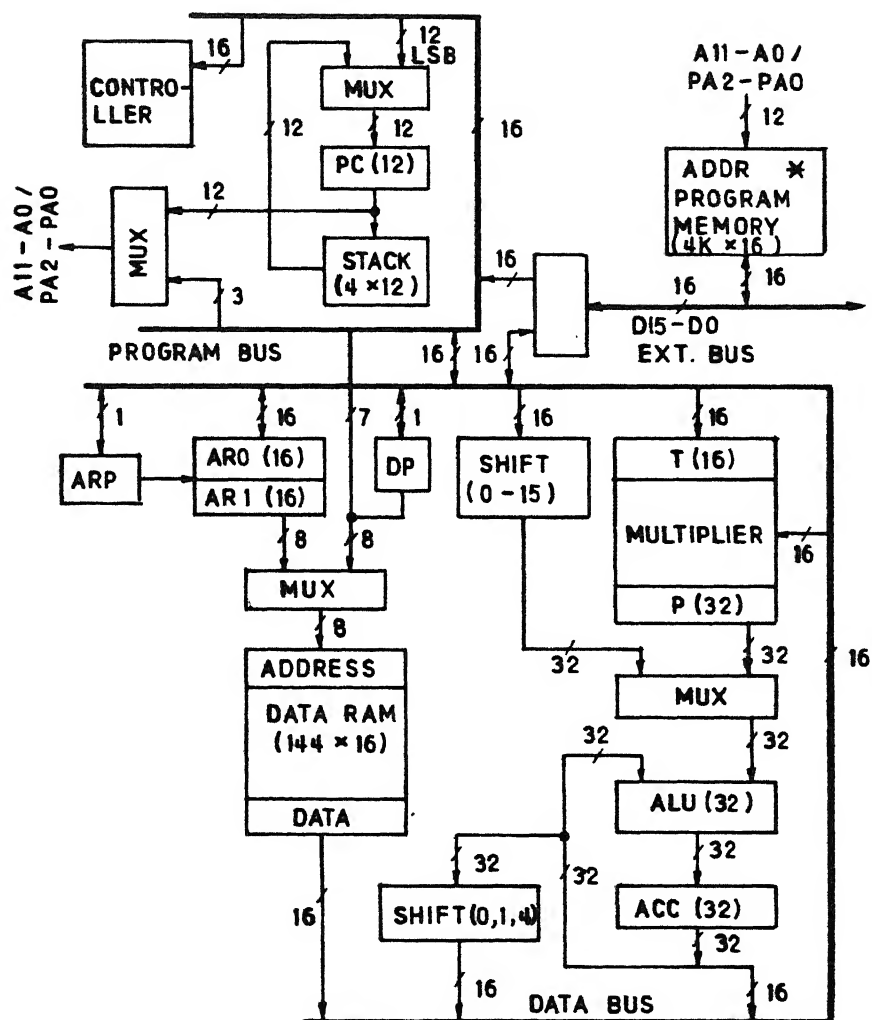 16
12
LSB
CONTRO-
LLER
MUX
12
12
PC (12)
16
A11-A0/
PA2-PA0
12
ADDR *
PROGRAM
MEMORY
(4K × 16)
16
A11-A0/
PA2-PA0
MUX
12
3
STACK
(4 × 12)
16
16
D15-D0
EXT. BUS
PROGRAM BUS
16
16
1
16
7
1
16
16
ARP
AR0 (16)
AR1 (16)
DP
SHIFT
(0-15)
T (16)
MULTIPLIER
P (32)
16
8
8
MUX
8
32
32
16
ADDRESS
DATA RAM
(144 × 16)
DATA
MUX
32
32
ALU (32)
32
32
32
16
SHIFT(0,1,4)
ACC (32)
32
16
DATA BUS
16